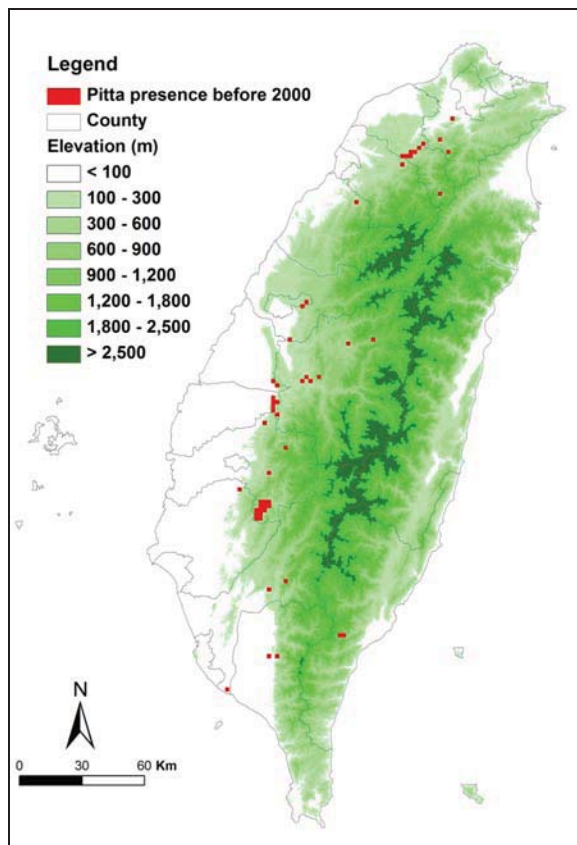 Legend
Pitta presence before 2000
County
Elevation (m)
< 100
100 - 300
300 - 600
600 - 900
900 - 1,200
1,200 - 1,800
1,800 - 2,500
> 2,500
N
0 30 60 Km